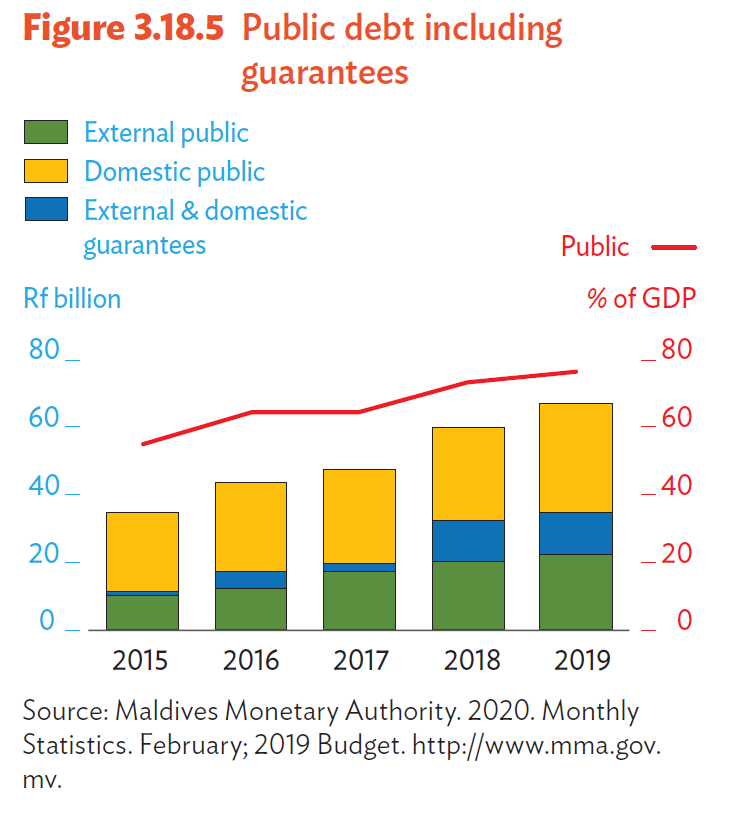 Figure 3.18.5 Public debt including
guarantees
External public
Domestic public
External & domestic
guarantees
Public
Rf billion
% of GDP
80
80
60
60
40
40
20
20
0
0
2015 2016 2017 2018 2019
Source: Maldives Monetary Authority. 2020. Monthly
Statistics. February; 2019 Budget. http://www.mma.gov.
mv.